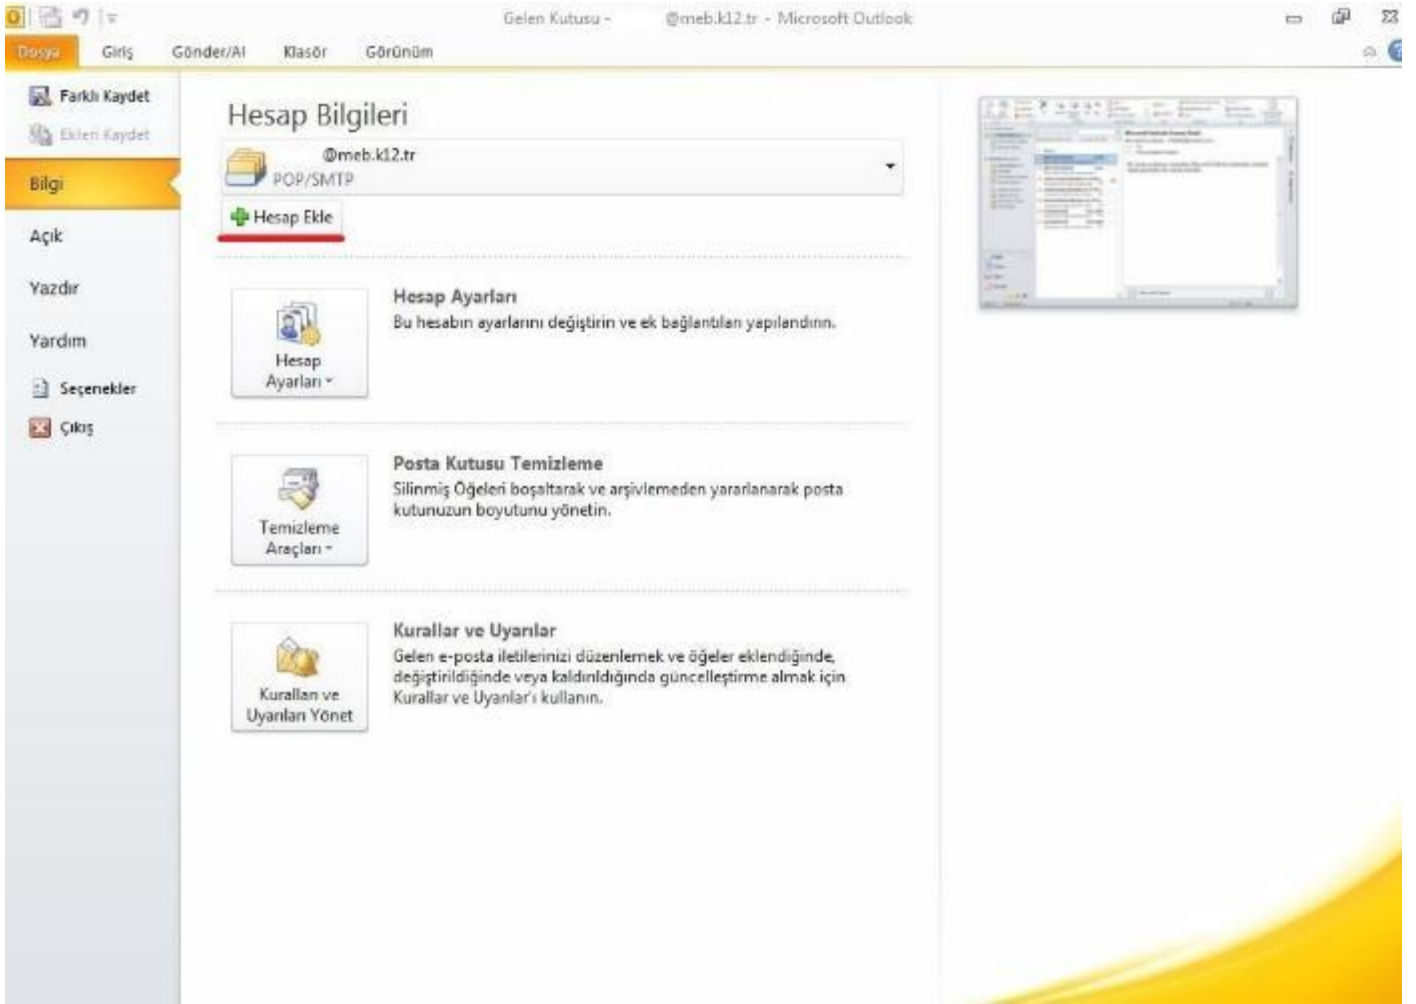 Gelen Kutusu - @meb.k12.tr - Microsoft Outlook
Dosya Giriş Gönder/Al Klasör Görünüm
Farklı Kaydet
Ekleri Kaydet
Bilgi
Açık
Yazdır
Yardım
Seçenekler
Çıkış
Hesap Bilgileri
@meb.k12.tr
POP/SMTP
Hesap Ekle
Hesap
Ayarları
Hesap Ayarları
Bu hesabın ayarlarını değiştirin ve ek bağlantıları yapılandırın.
Temizleme
Araçları
Posta Kutusu Temizleme
Silinmiş Öğeleri boşaltarak ve arşivlemeden yararlanarak posta
kutunuzun boyutunu yönetin.
Kuralları ve
Uyarıları Yönet
Kurallar ve Uyarılar
Gelen e-posta iletilerinizi düzenlemek ve öğeler eklendiğinde,
değiştirildiğinde veya kaldırıldığında güncelleştirme almak için
Kurallar ve Uyarılar'ı kullanın.